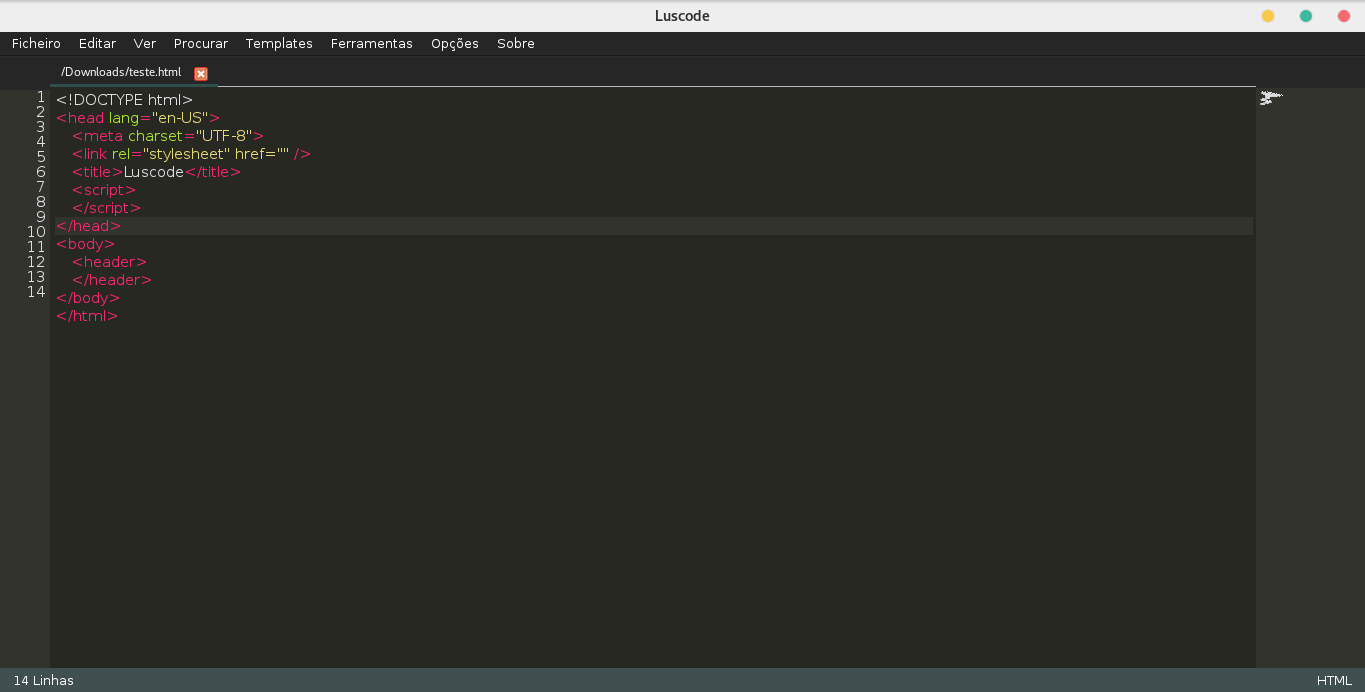 Luscode
Ficheiro Editar Ver Procurar Templates Ferramentas Opções Sobre
/Downloads/teste.html
1 <!DOCTYPE html>
2 <head lang="en-US">
3 <meta charset="UTF-8">
4 <link rel="stylesheet" href="" />
5 <title>Luscode</title>
6 <script>
7 </script>
8 </head>
9 <body>
10 <header>
11 </header>
12 </body>
13 </html>
14
14 Linhas HTML